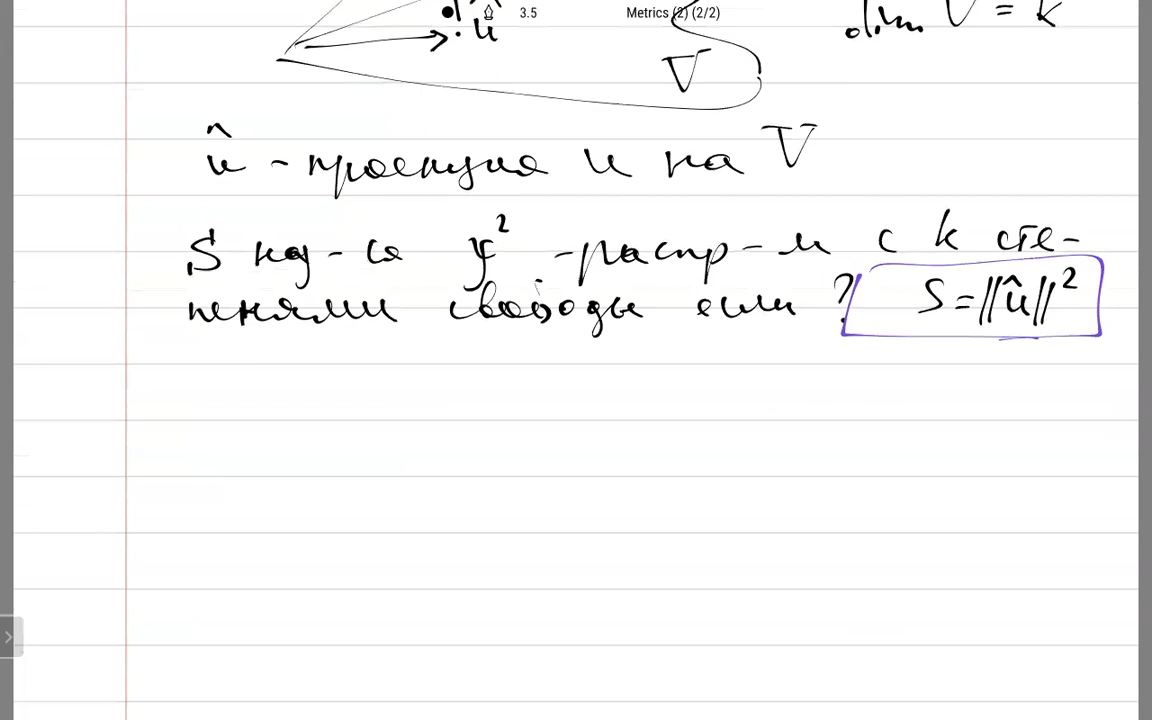 3.5 Metrics (2) (2/2)
û dim V = k
V
û - проекция u на V
S наз-ся χ² -распр-м с k сте-
пенями свободы если ? S = ||û||²